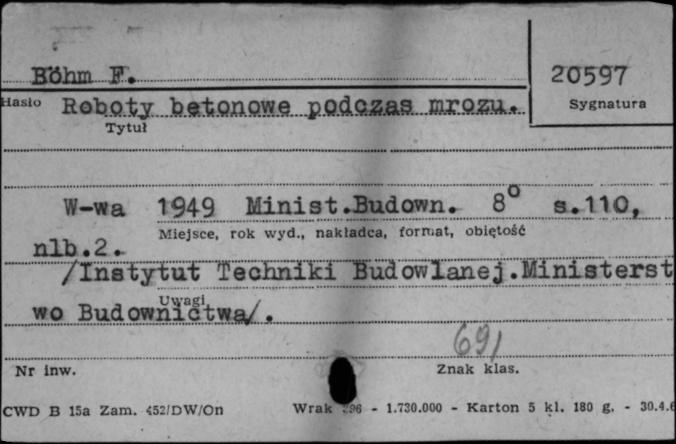 Böhm F.
20597
Hasło Roboty betonowe podczas mrozu.
Sygnatura
Tytuł
W-wa 1949 Minist.Budown. 8° s.110,
Miejsce, rok wyd., nakładca, format, objętość
nlb.2.
/Instytut Techniki Budowlanej.Ministerst
Uwagi
wo Budownictwa/.
691
Nr inw.
Znak klas.
CWD B 15a Zam. 452/DW/On Wrak 396 - 1.730.000 - Karton 5 kl. 180 g. - 30.4.6